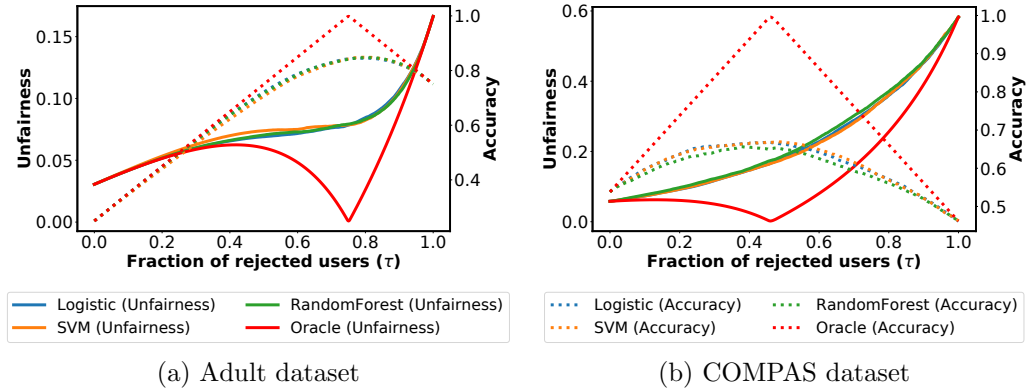 0.15
0.10
0.05
0.00
Unfairness
1.0
0.8
0.6
0.4
Accuracy
0.0 0.2 0.4 0.6 0.8 1.0
Fraction of rejected users (τ)
0.6
0.4
0.2
0.0
Unfairness
1.0
0.9
0.8
0.7
0.6
0.5
Accuracy
0.0 0.2 0.4 0.6 0.8 1.0
Fraction of rejected users (τ)
Logistic (Unfairness) RandomForest (Unfairness)
SVM (Unfairness) Oracle (Unfairness)
Logistic (Accuracy) RandomForest (Accuracy)
SVM (Accuracy) Oracle (Accuracy)
(a) Adult dataset
(b) COMPAS dataset